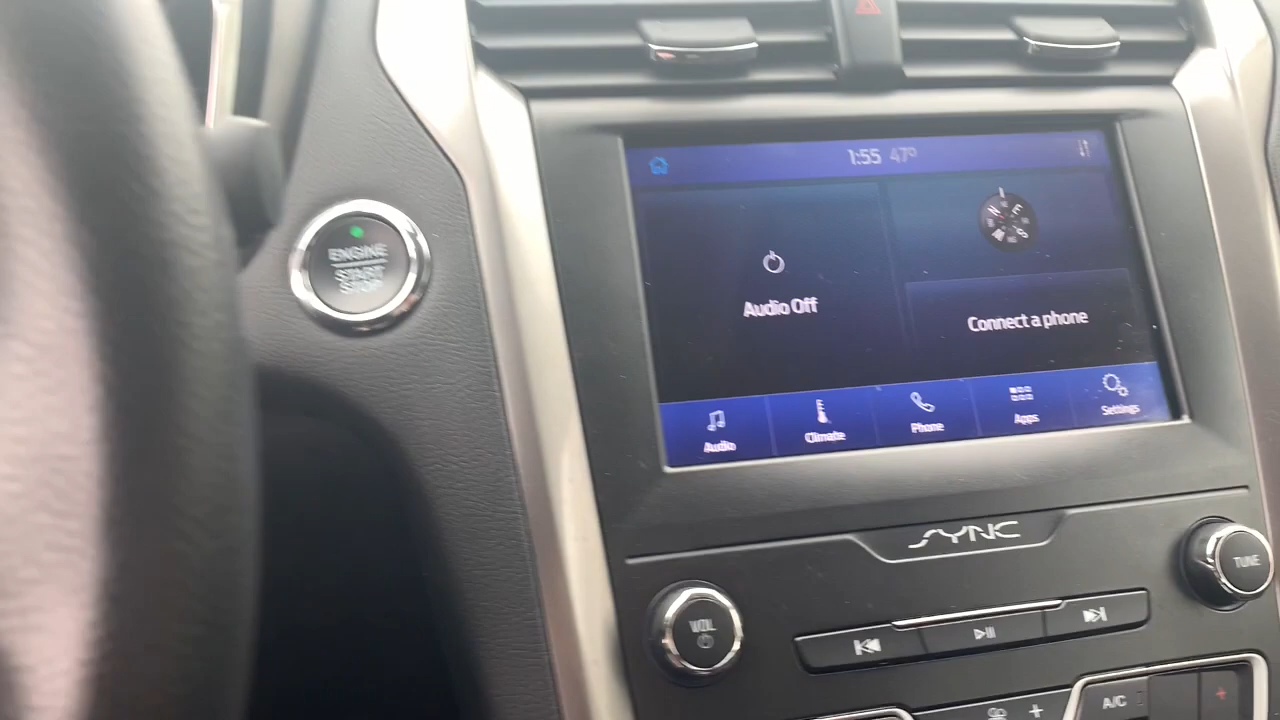 1:55 47°
ENGINE
START
STOP
Audio Off
Connect a phone
Audio
Climate
Phone
Apps
Settings
SYNC
VOL
TUNE
A/C